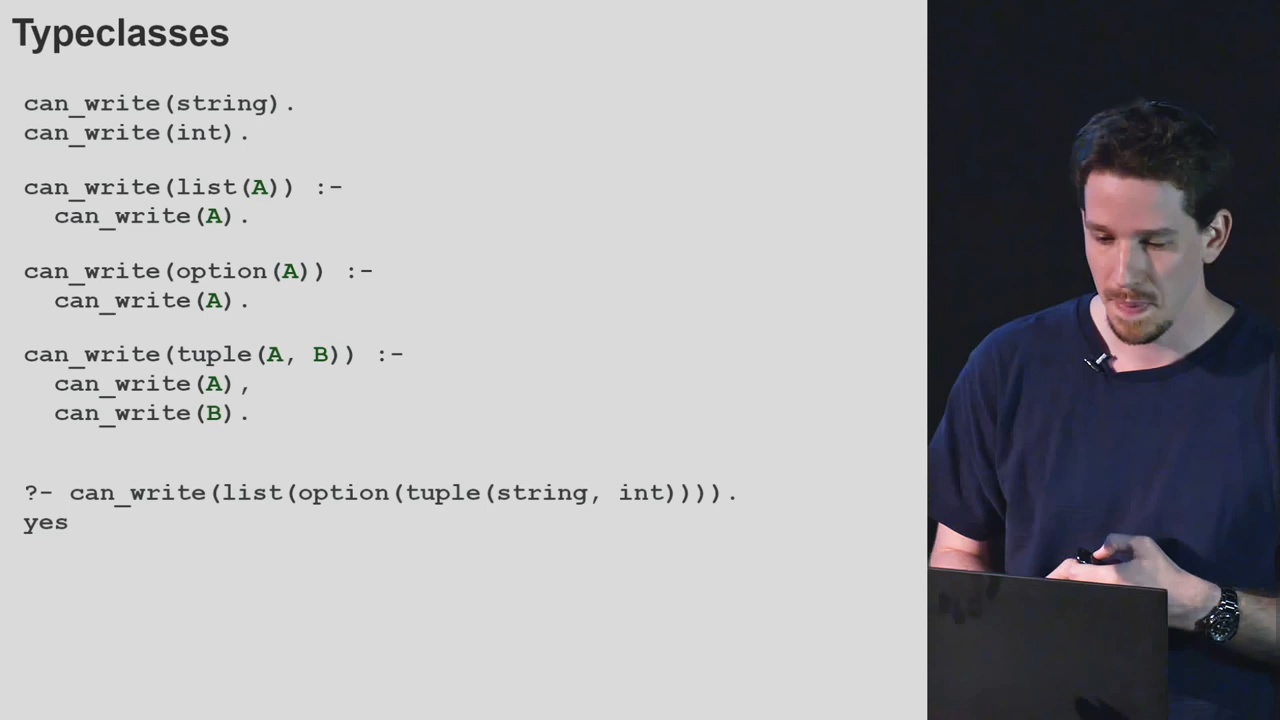 Typeclasses
can_write(string).
can_write(int).
can_write(list(A)) :-
  can_write(A).
can_write(option(A)) :-
  can_write(A).
can_write(tuple(A, B)) :-
  can_write(A),
  can_write(B).
?- can_write(list(option(tuple(string, int)))).
yes